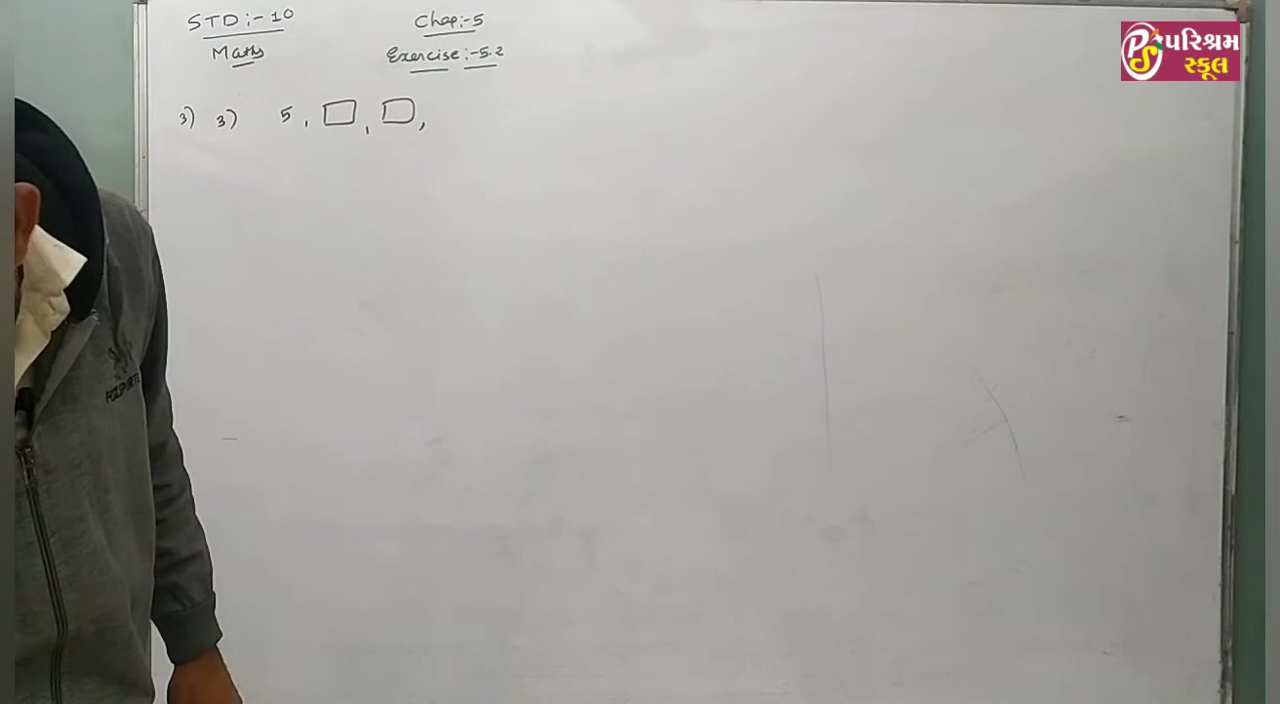 STD:-10 Chap:-5
Maths Exercise:-5.2
3) 3) 5, □, □,
પરિશ્રમ
સ્કૂલ